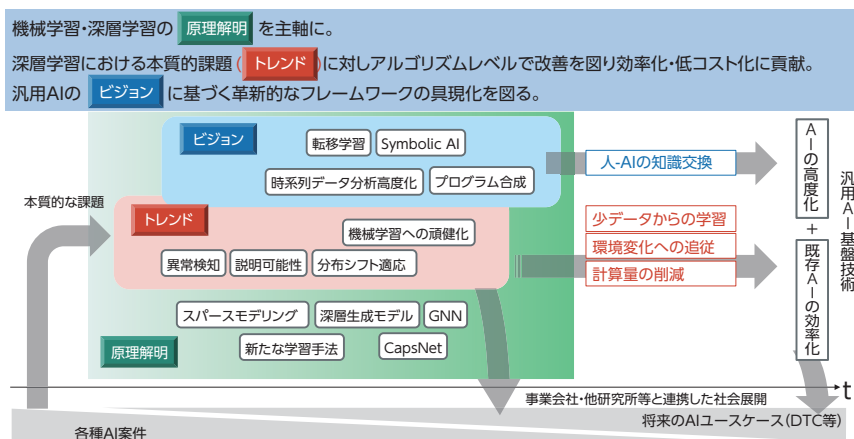 機械学習・深層学習の 原理解明 を主軸に。
深層学習における本質的課題(トレンド)に対しアルゴリズムレベルで改善を図り効率化・低コスト化に貢献。
汎用AIの ビジョン に基づく革新的なフレームワークの具現化を図る。
ビジョン
転移学習
Symbolic AI
時系列データ分析高度化
プログラム合成
人-AIの知識交換
本質的な課題
トレンド
機械学習への頑健化
異常検知
説明可能性
分布シフト適応
少データからの学習
環境変化への追従
計算量の削減
スパースモデリング
深層生成モデル
GNN
新たな学習手法
CapsNet
原理解明
AIの高度化
+
既存AIの効率化
汎用AI基盤技術
t
事業会社・他研究所等と連携した社会展開
将来のAIユースケース(DTC等)
各種AI案件